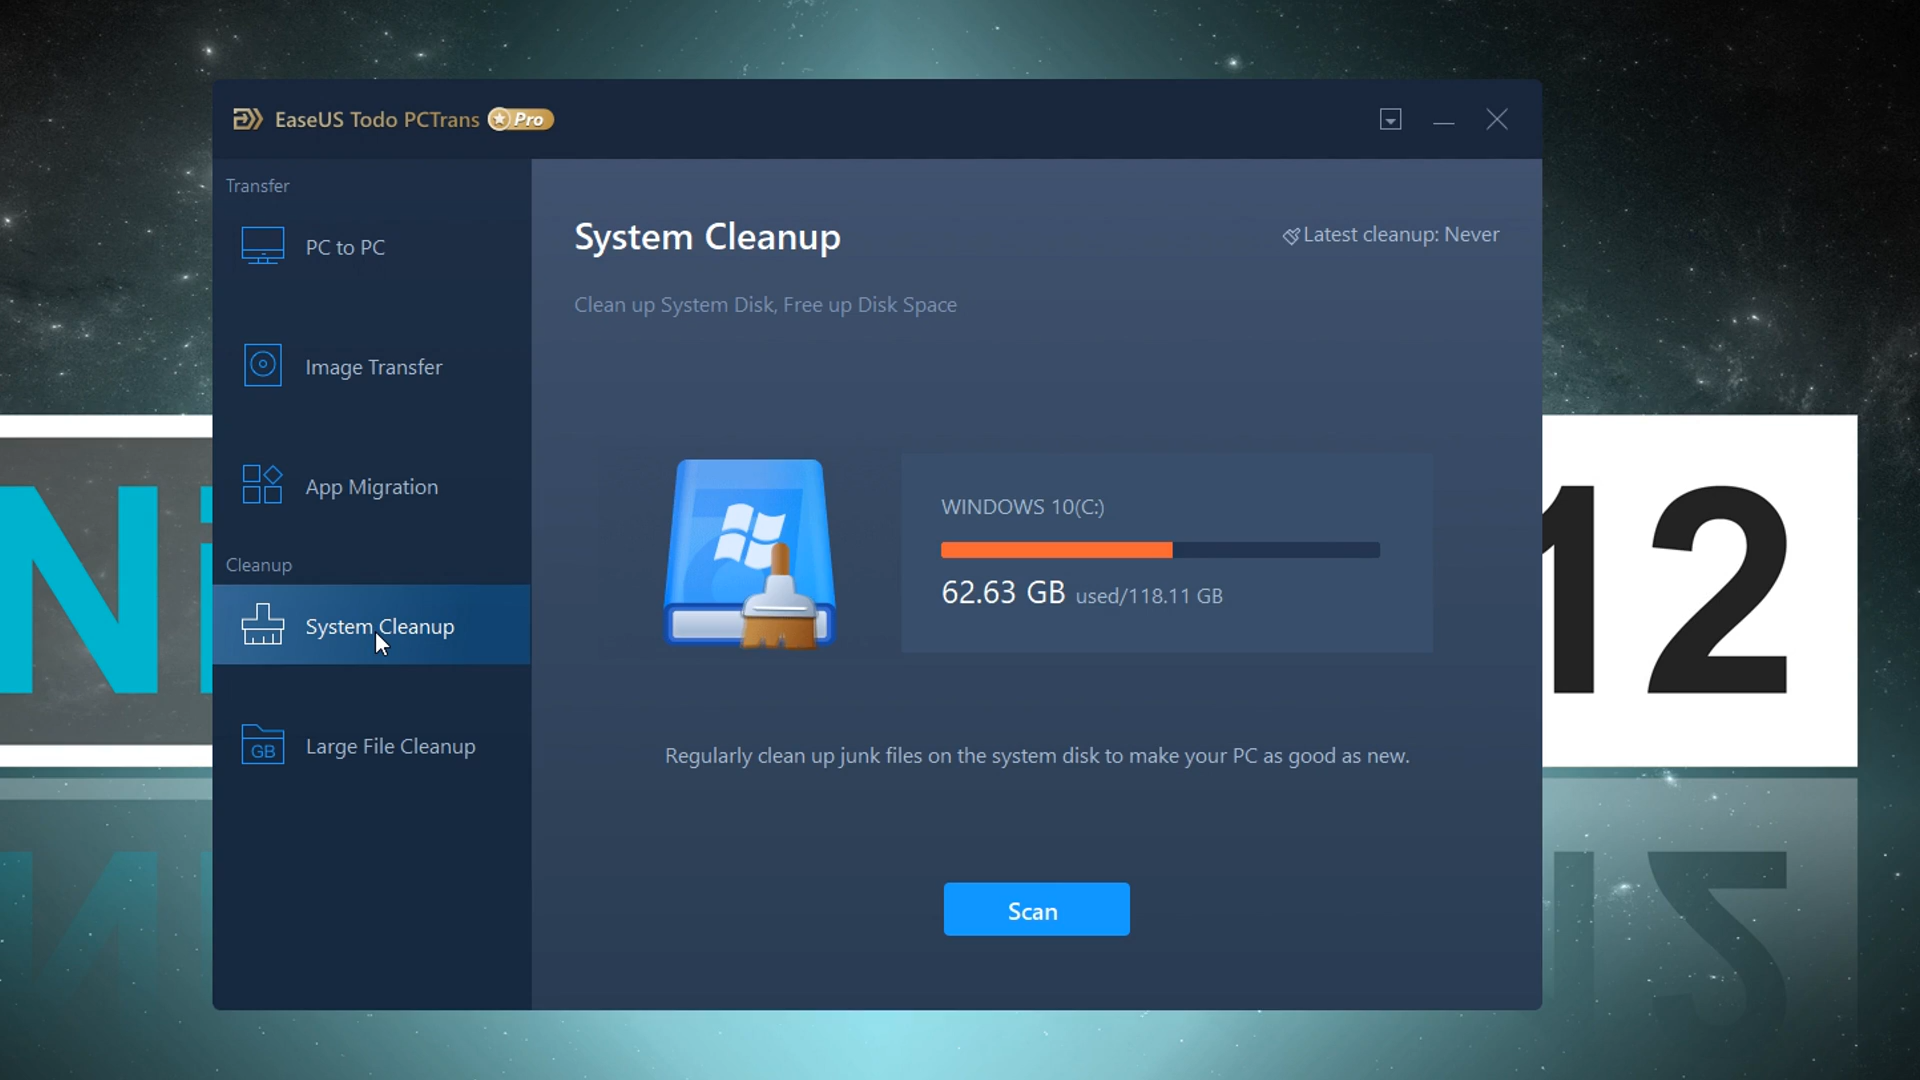 EaseUS Todo PCTrans Pro
Transfer
PC to PC
Image Transfer
App Migration
Cleanup
System Cleanup
GB Large File Cleanup
System Cleanup
Latest cleanup: Never
Clean up System Disk, Free up Disk Space
WINDOWS 10(C:)
62.63 GB used/118.11 GB
Regularly clean up junk files on the system disk to make your PC as good as new.
Scan
Ni
12